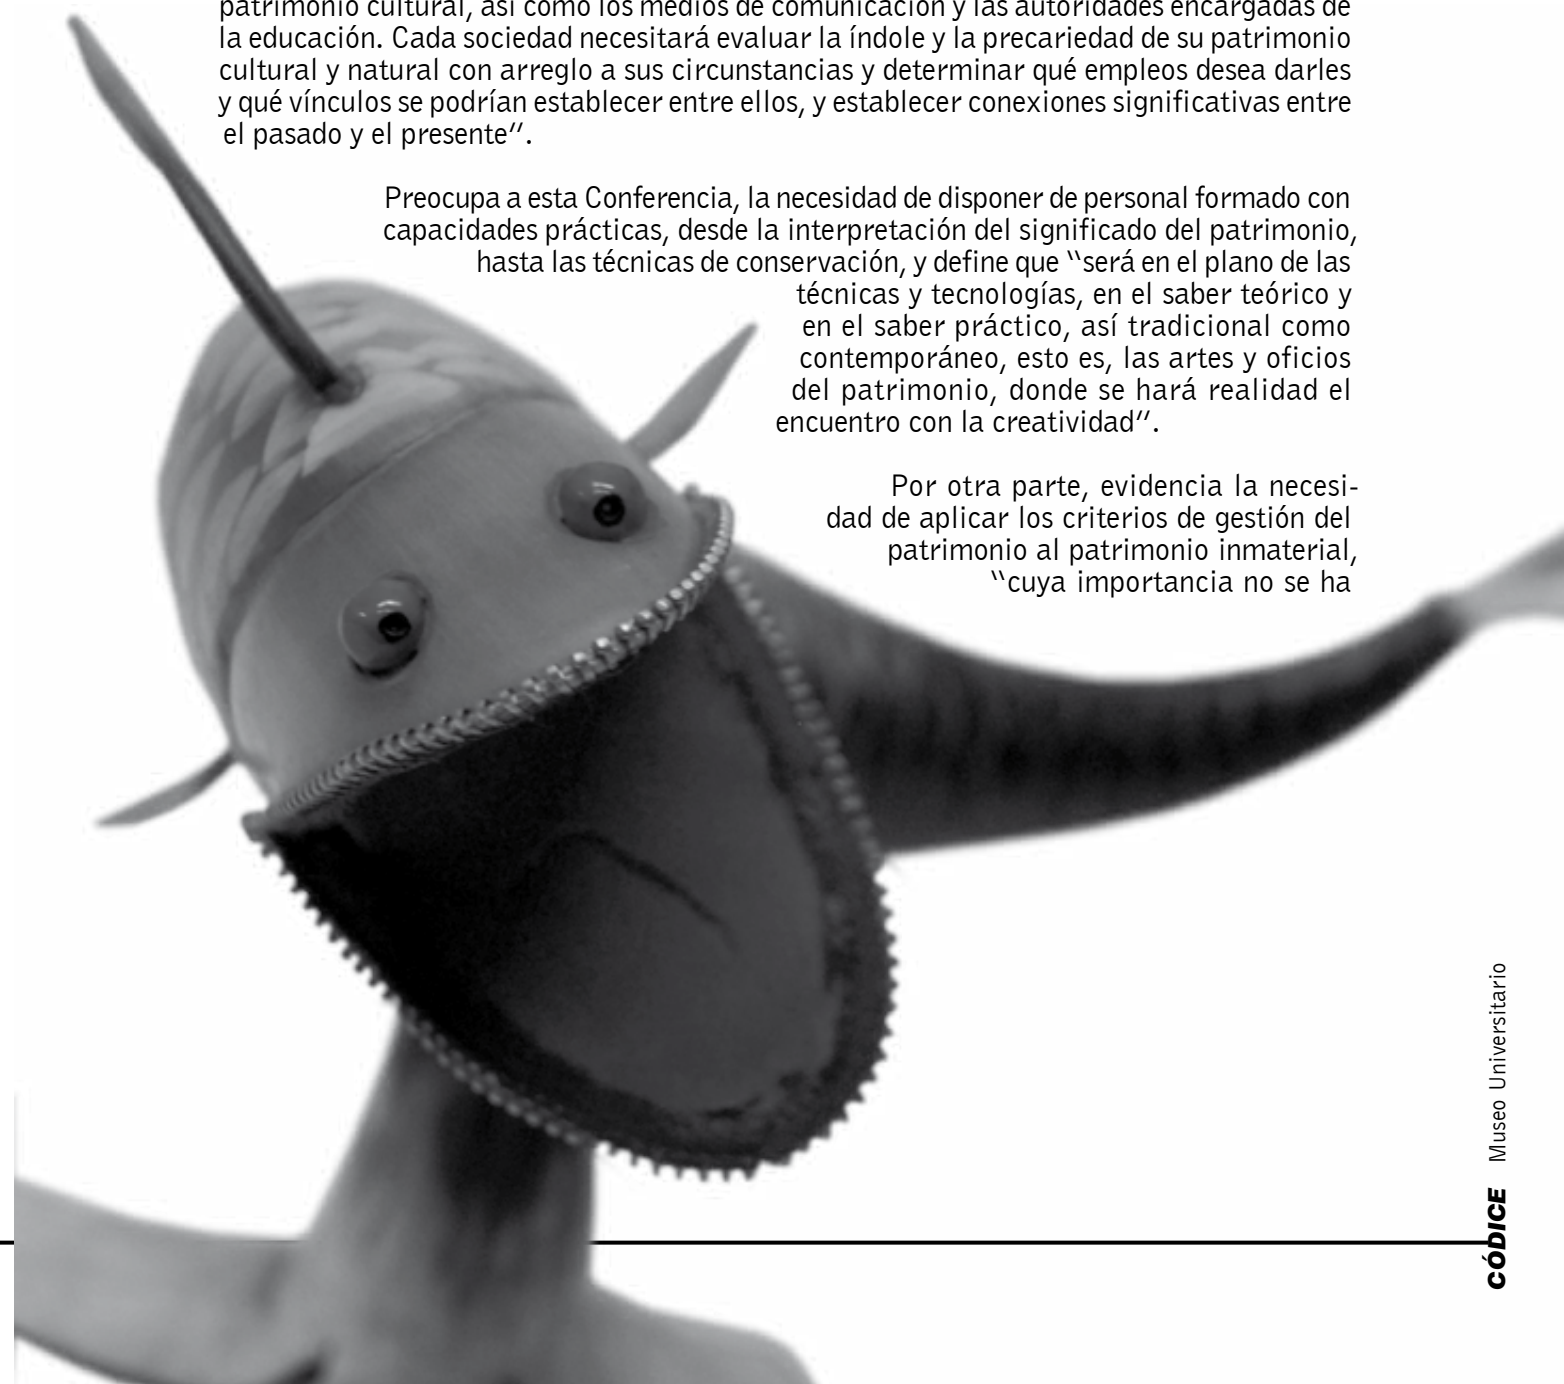 patrimonio cultural, así como los medios de comunicación y las autoridades encargadas de
la educación. Cada sociedad necesitará evaluar la índole y la precariedad de su patrimonio
cultural y natural con arreglo a sus circunstancias y determinar qué empleos desea darles
y qué vínculos se podrían establecer entre ellos, y establecer conexiones significativas entre
el pasado y el presente”.
Preocupa a esta Conferencia, la necesidad de disponer de personal formado con
capacidades prácticas, desde la interpretación del significado del patrimonio,
hasta las técnicas de conservación, y define que “será en el plano de las
técnicas y tecnologías, en el saber teórico y
en el saber práctico, así tradicional como
contemporáneo, esto es, las artes y oficios
del patrimonio, donde se hará realidad el
encuentro con la creatividad”.
Por otra parte, evidencia la necesi-
dad de aplicar los criterios de gestión del
patrimonio al patrimonio inmaterial,
“cuya importancia no se ha
CÓDICE Museo Universitario